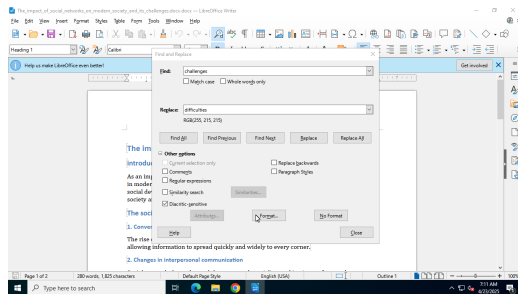 The_impact_of_social_networks_on_modern_society_and_its_challenges.docx.docx — LibreOffice Writer
File Edit View Insert Format Styles Table Form Tools Window Help
Heading 1
Calibri
Help us make LibreOffice even better!
Get involved
Find and Replace
Find:
challenges
Match case
Whole words only
Replace:
difficulties
RGB(255, 215, 215)
Find All
Find Previous
Find Next
Replace
Replace All
Other options
Current selection only
Replace backwards
Comments
Paragraph Styles
Regular expressions
Similarity search
Similarities...
Diacritic-sensitive
Attributes...
Format...
No Format
Help
Close
The im
Introdu
As an im
in moder
social de
society a
The soci
1. Conver
The rise
allowing information to spread quickly and widely to every corner.
2. Changes in interpersonal communication
Page 1 of 2
280 words, 1,825 characters
Default Page Style
English (USA)
Outline 1
100%
Type here to search
7:11 AM
6/23/2025